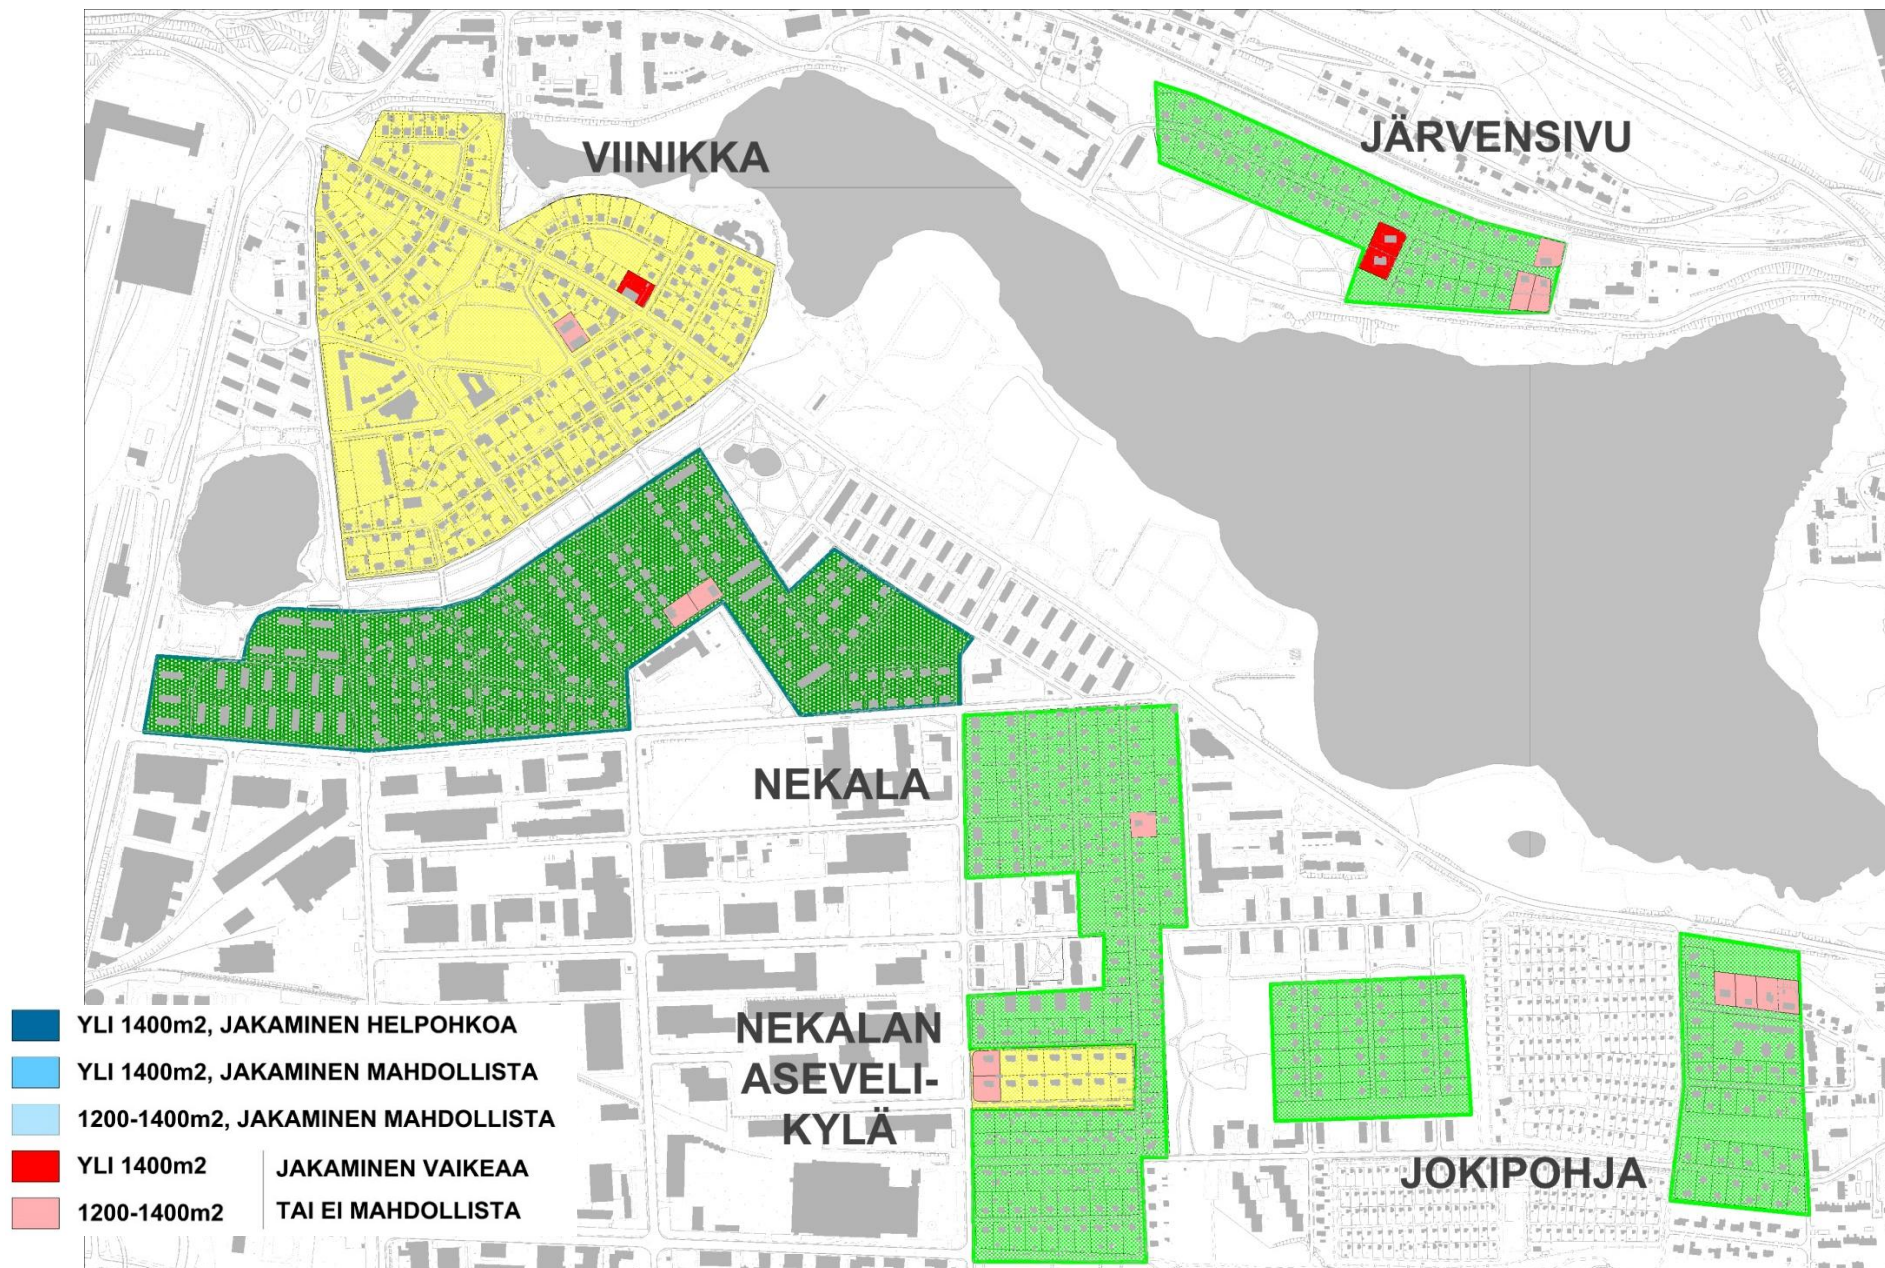 VIINIKKA
JÄRVENSIVU
NEKALA
NEKALAN
ASEVELI-
KYLÄ
JOKIPOHJA
YLI 1400m2, JAKAMINEN HELPOHKOA
YLI 1400m2, JAKAMINEN MAHDOLLISTA
1200-1400m2, JAKAMINEN MAHDOLLISTA
YLI 1400m2 JAKAMINEN VAIKEAA
1200-1400m2 TAI EI MAHDOLLISTA